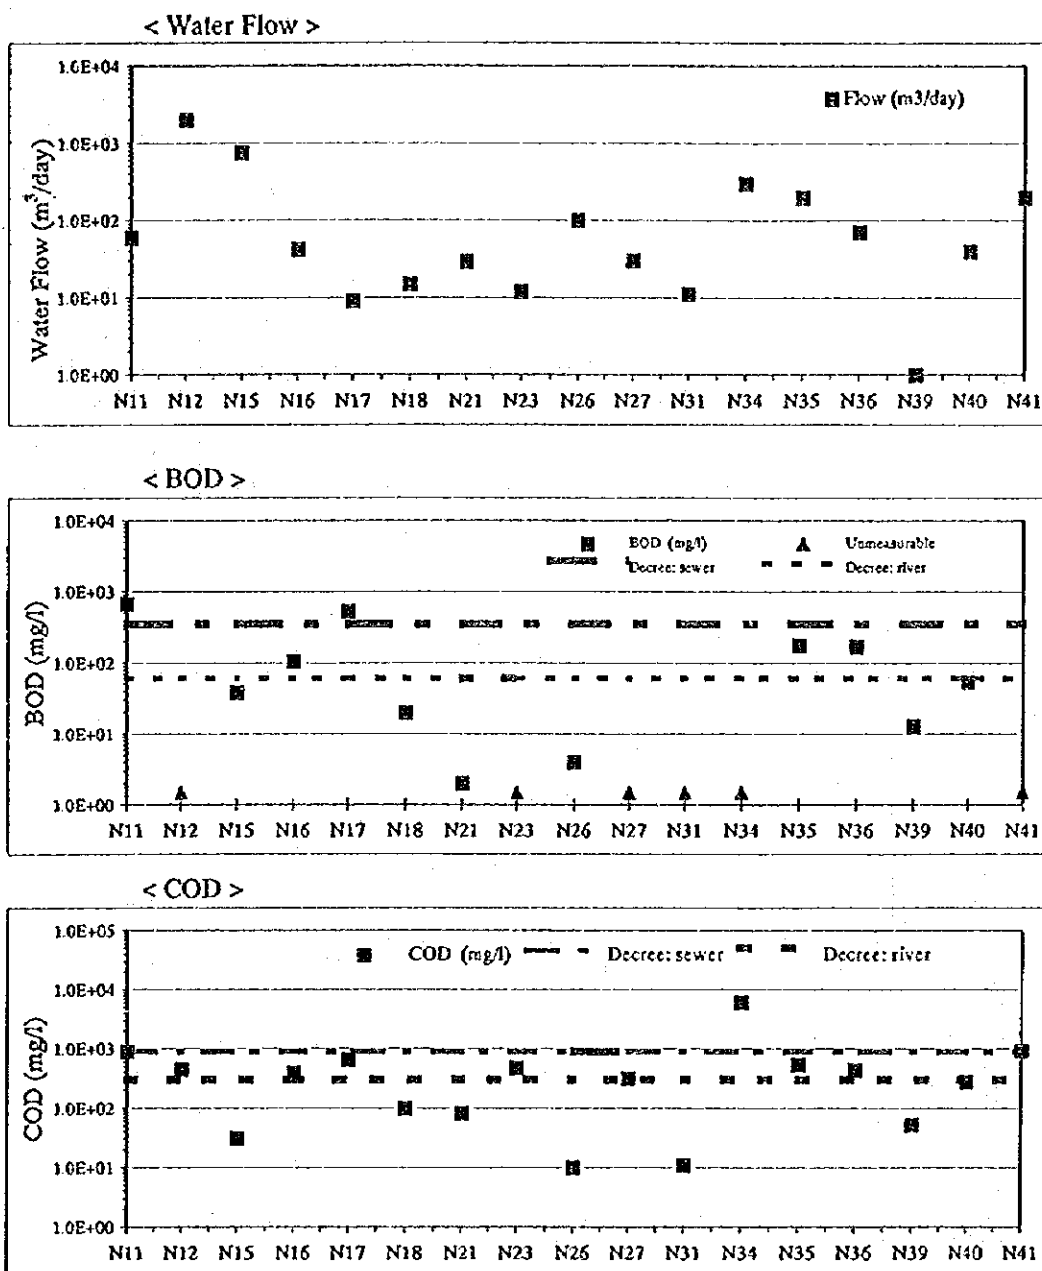 < Water Flow >
1.0E+04
Flow (m3/day)
1.0E+03
1.0E+02
1.0E+01
1.0E+00
Water Flow (m³/day)
N11 N12 N15 N16 N17 N18 N21 N23 N26 N27 N31 N34 N35 N36 N39 N40 N41
< BOD >
1.0E+04
BOD (mg/l) Unmeasurable
Decree: sewer Decree: river
1.0E+03
1.0E+02
1.0E+01
1.0E+00
BOD (mg/l)
N11 N12 N15 N16 N17 N18 N21 N23 N26 N27 N31 N34 N35 N36 N39 N40 N41
< COD >
1.0E+05
COD (mg/l) Decree: sewer Decree: river
1.0E+04
1.0E+03
1.0E+02
1.0E+01
1.0E+00
COD (mg/l)
N11 N12 N15 N16 N17 N18 N21 N23 N26 N27 N31 N34 N35 N36 N39 N40 N41